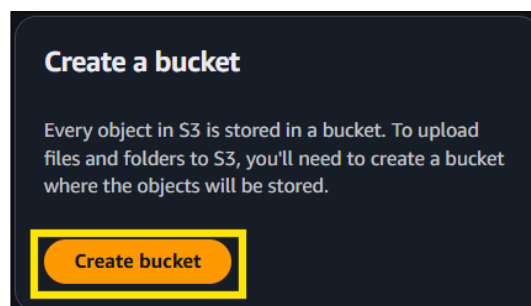 Create a bucket
Every object in S3 is stored in a bucket. To upload
files and folders to S3, you'll need to create a bucket
where the objects will be stored.
Create bucket